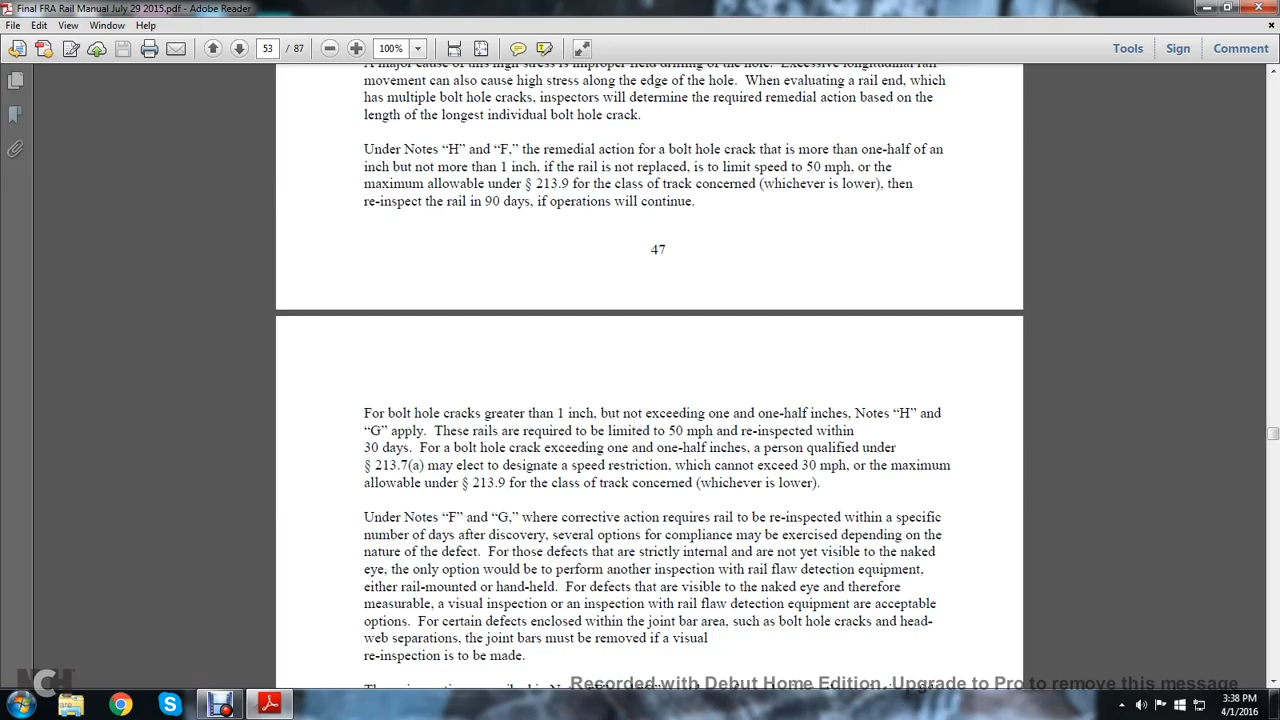 Final FRA Rail Manual July 29 2015.pdf - Adobe Reader
File Edit View Window Help
53 / 87 100% Tools Sign Comment
A major cause of this high stress is improper field drilling of the hole. Excessive longitudinal rail
movement can also cause high stress along the edge of the hole. When evaluating a rail end, which
has multiple bolt hole cracks, inspectors will determine the required remedial action based on the
length of the longest individual bolt hole crack.
Under Notes “H” and “F,” the remedial action for a bolt hole crack that is more than one-half of an
inch but not more than 1 inch, if the rail is not replaced, is to limit speed to 50 mph, or the
maximum allowable under § 213.9 for the class of track concerned (whichever is lower), then
re-inspect the rail in 90 days, if operations will continue.
47
For bolt hole cracks greater than 1 inch, but not exceeding one and one-half inches, Notes “H” and
“G” apply. These rails are required to be limited to 50 mph and re-inspected within
30 days. For a bolt hole crack exceeding one and one-half inches, a person qualified under
§ 213.7(a) may elect to designate a speed restriction, which cannot exceed 30 mph, or the maximum
allowable under § 213.9 for the class of track concerned (whichever is lower).
Under Notes “F” and “G,” where corrective action requires rail to be re-inspected within a specific
number of days after discovery, several options for compliance may be exercised depending on the
nature of the defect. For those defects that are strictly internal and are not yet visible to the naked
eye, the only option would be to perform another inspection with rail flaw detection equipment,
either rail-mounted or hand-held. For defects that are visible to the naked eye and therefore
measurable, a visual inspection or an inspection with rail flaw detection equipment are acceptable
options. For certain defects enclosed within the joint bar area, such as bolt hole cracks and head-
web separations, the joint bars must be removed if a visual
re-inspection is to be made.
Recorded with Debut Home Edition. Upgrade to Pro to remove this message
NCH
3:38 PM
4/1/2016